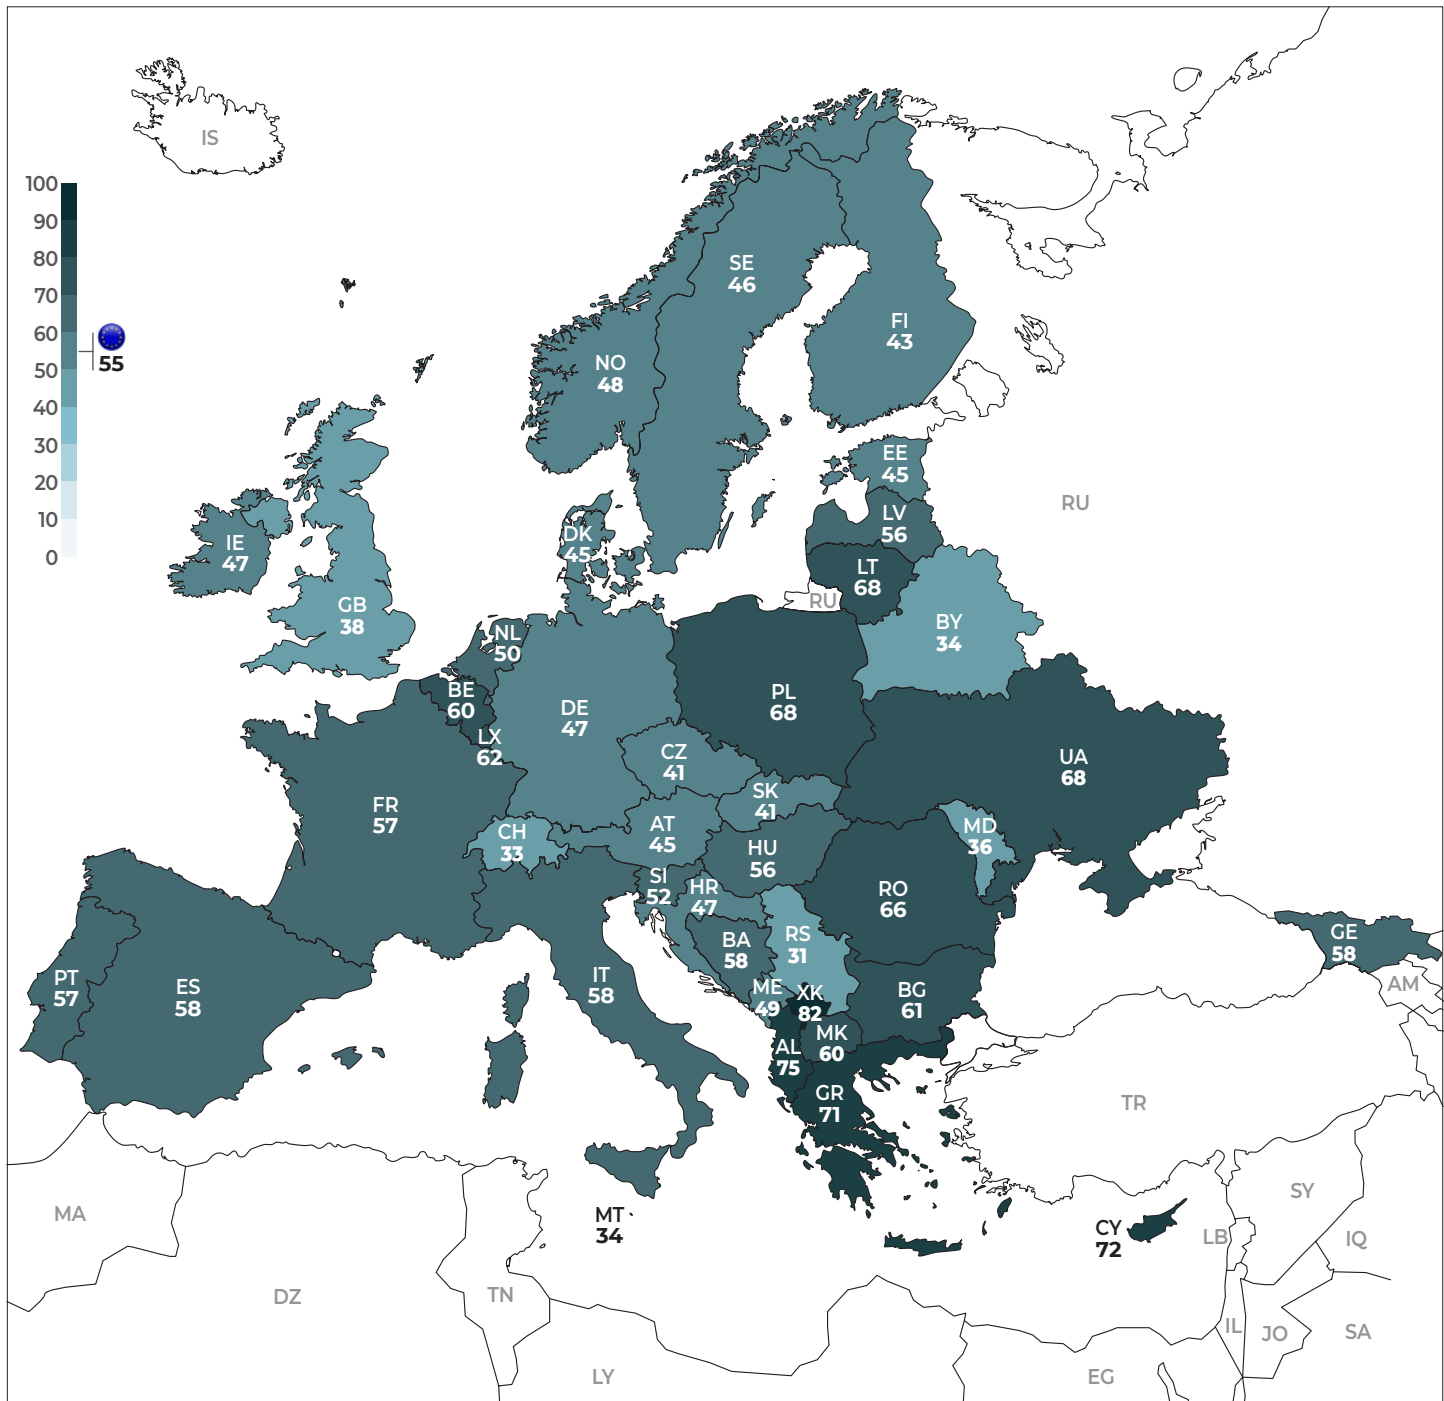 IS
100
90
80
70
60
50
40
30
20
10
0
55
SE
46
FI
43
NO
48
EE
45
RU
LV
56
DK
45
IE
47
LT
68
RU
GB
38
BY
34
NL
50
BE
60
PL
68
DE
47
LX
62
CZ
41
UA
68
SK
41
FR
57
AT
45
CH
33
MD
36
HU
56
SI
52
HR
47
RO
66
RS
31
BA
58
GE
58
PT
57
ES
58
IT
58
ME
49
XK
82
BG
61
AM
MK
60
AL
75
GR
71
TR
MA
MT
34
CY
72
LB
SY
IQ
DZ
TN
IL
JO
SA
LY
EG